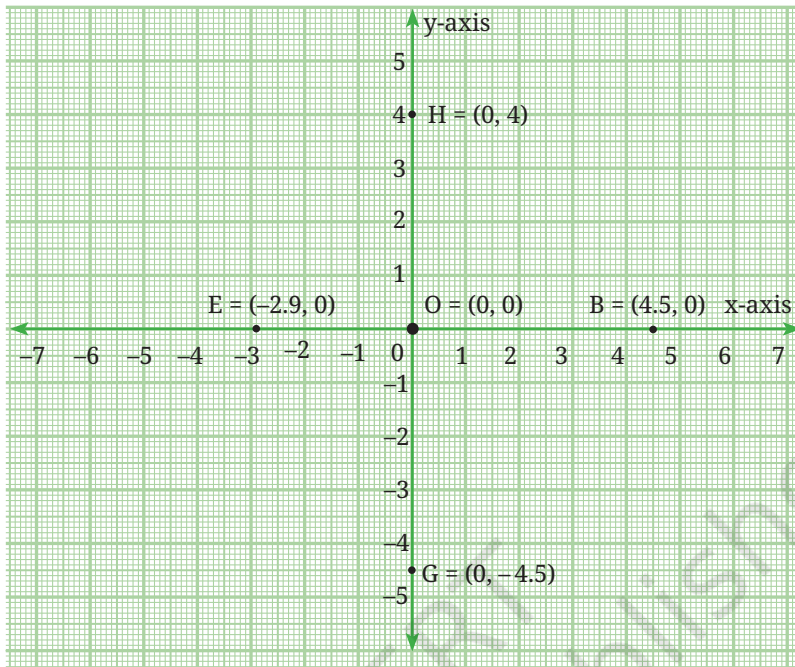 y-axis
5
4 H = (0, 4)
3
2
1
E = (–2.9, 0) O = (0, 0) B = (4.5, 0) x-axis
–7 –6 –5 –4 –3 –2 –1 0 1 2 3 4 5 6 7
–1
–2
–3
–4
G = (0, – 4.5)
–5